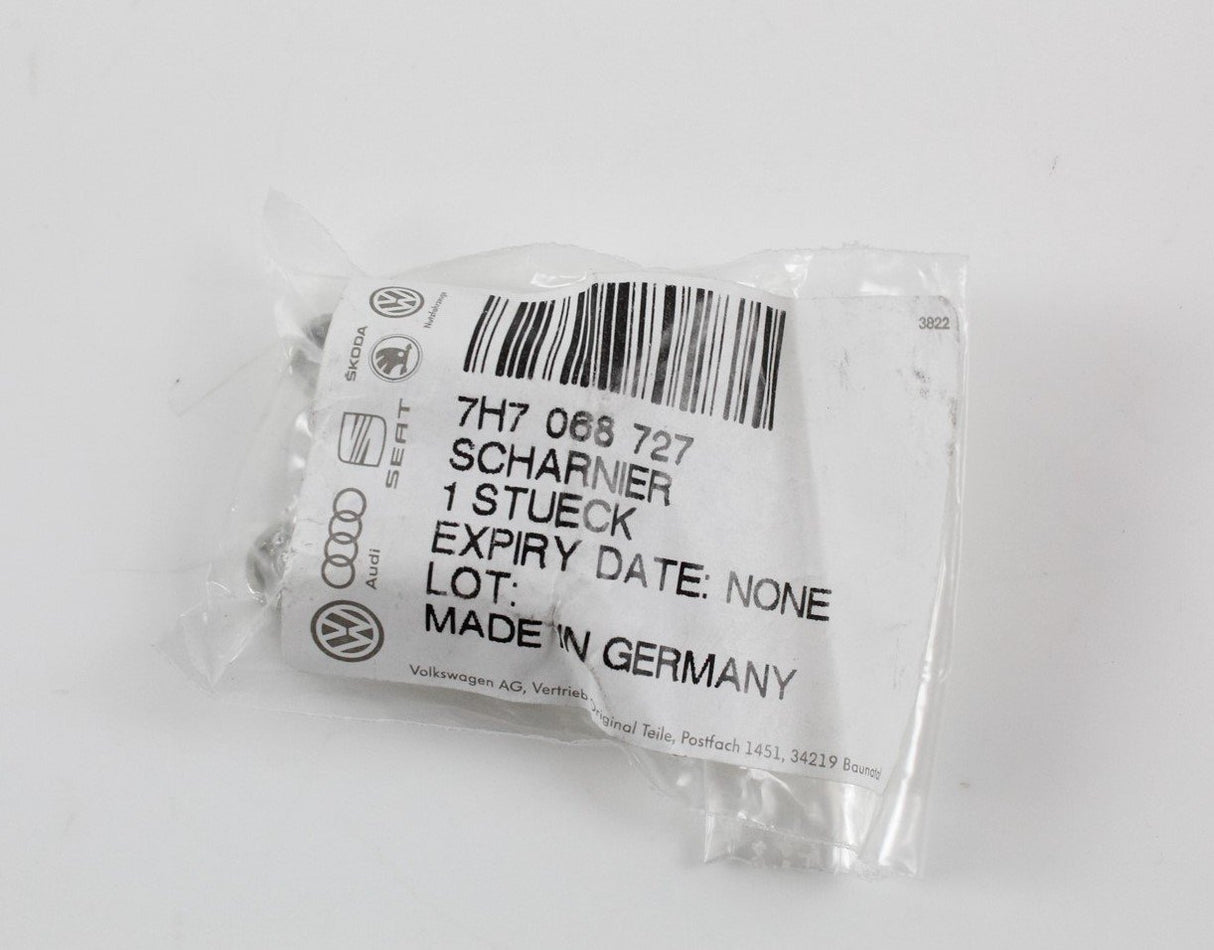 3822
7H7 068 727
SCHARNIER
1 STUECK
EXPIRY DATE: NONE
LOT:
MADE IN GERMANY
Volkswagen AG, Vertrieb Original Teile, Postfach 1451, 34219 Baunatal
Nutzfahrzeuge
ŠKODA
SEAT
Audi